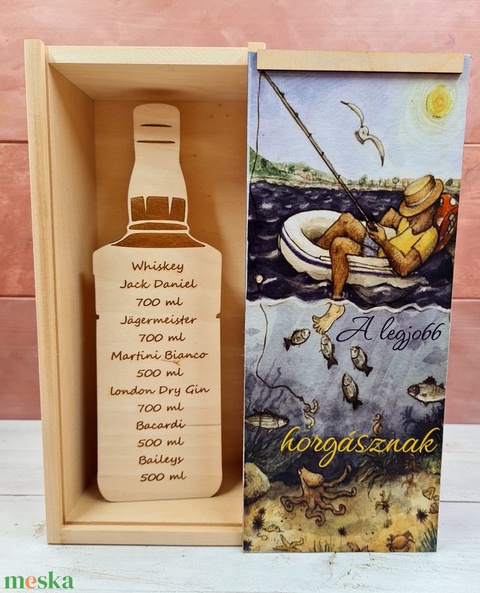 Whiskey
Jack Daniel
700 ml
Jägermeister
700 ml
Martini Bianco
500 ml
London Dry Gin
700 ml
Bacardi
500 ml
Baileys
500 ml
A legjobb
horgásznak
meska